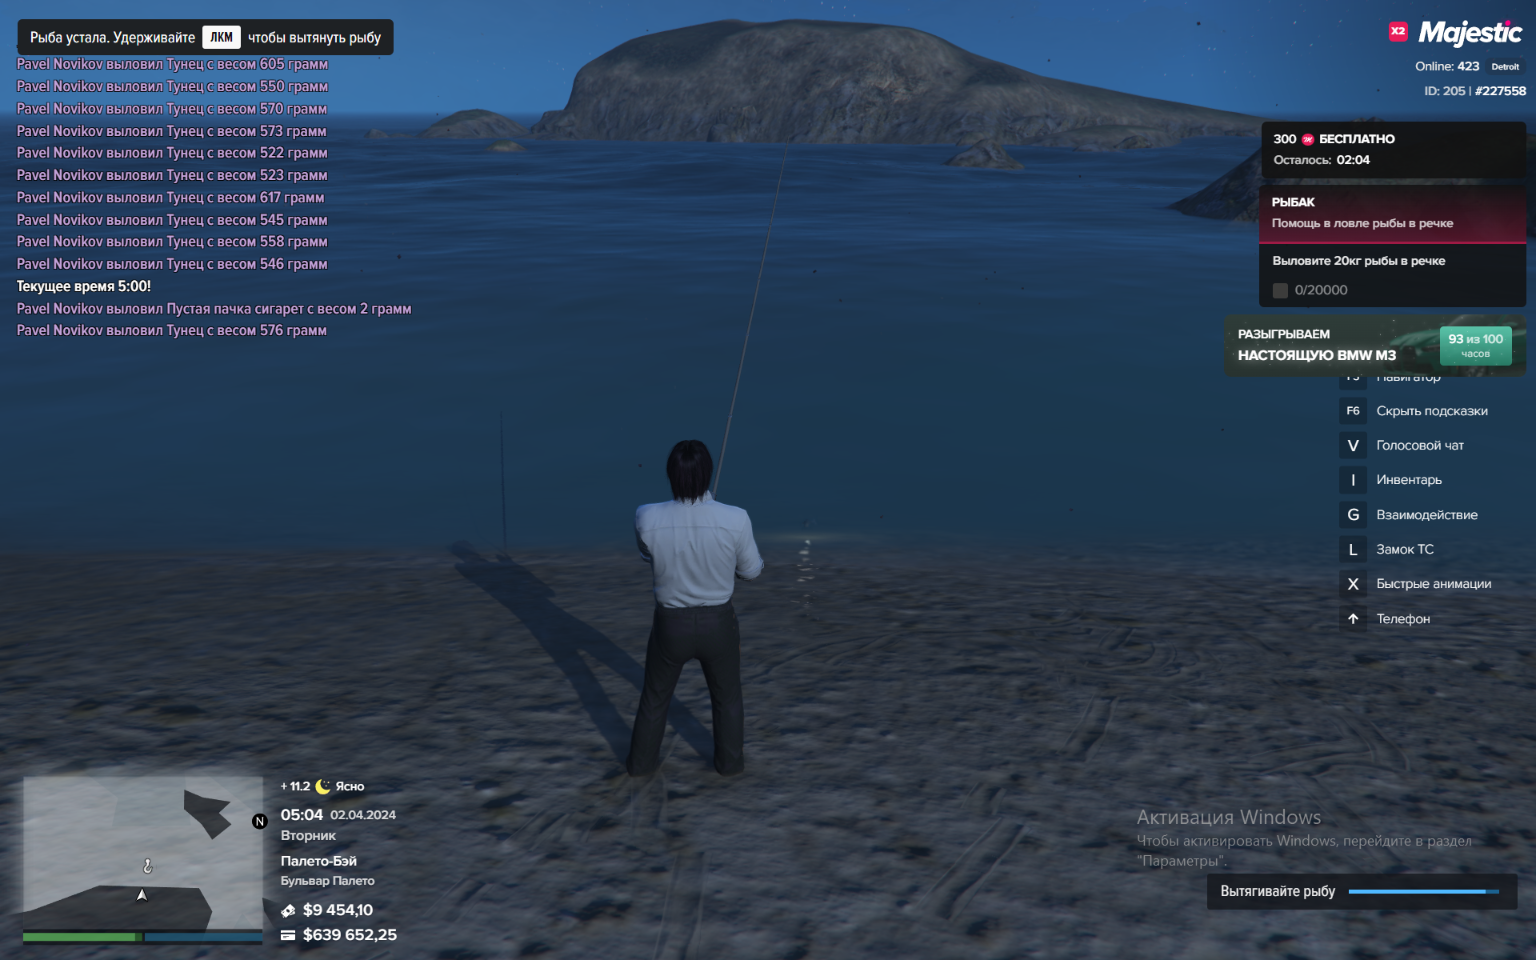 Рыба устала. Удерживайте ЛКМ чтобы вытянуть рыбу
Pavel Novikov выловил Тунец с весом 605 грамм
Pavel Novikov выловил Тунец с весом 550 грамм
Pavel Novikov выловил Тунец с весом 570 грамм
Pavel Novikov выловил Тунец с весом 573 грамм
Pavel Novikov выловил Тунец с весом 522 грамм
Pavel Novikov выловил Тунец с весом 523 грамм
Pavel Novikov выловил Тунец с весом 617 грамм
Pavel Novikov выловил Тунец с весом 545 грамм
Pavel Novikov выловил Тунец с весом 558 грамм
Pavel Novikov выловил Тунец с весом 546 грамм
Текущее время 5:00!
Pavel Novikov выловил Пустая пачка сигарет с весом 2 грамм
Pavel Novikov выловил Тунец с весом 576 грамм
X2 Majestic
Online: 423 Detroit
ID: 205 | #227558
300 БЕСПЛАТНО
Осталось: 02:04
РЫБАК
Помощь в ловле рыбы в речке
Выловите 20кг рыбы в речке
0/20000
РАЗЫГРЫВАЕМ
НАСТОЯЩУЮ BMW M3
93 из 100
часов
Навигатор
F6 Скрыть подсказки
V Голосовой чат
I Инвентарь
G Взаимодействие
L Замок ТС
X Быстрые анимации
Телефон
N
+ 11.2 Ясно
05:04 02.04.2024
Вторник
Палето-Бэй
Бульвар Палето
$9 454,10
$639 652,25
Активация Windows
Чтобы активировать Windows, перейдите в раздел
"Параметры".
Вытягивайте рыбу